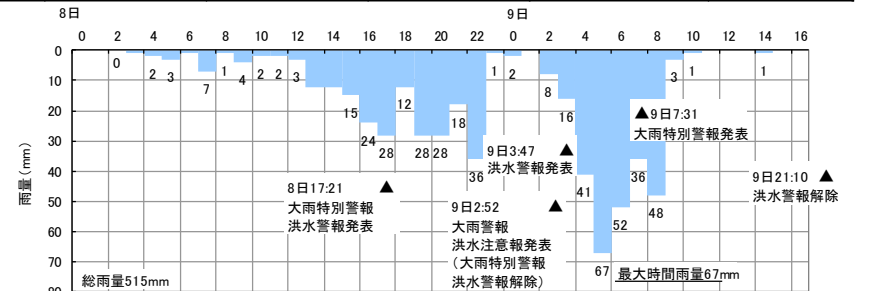 8日
9日
0 2 4 6 8 10 12 14 16 18 20 22 0 2 4 6 8 10 12 14 16
0
10
20
30
40
50
60
70
80
雨量(mm)
0
2
3
7
1
4
2
2
3
15
24
28
12
28
28
18
36
1
2
8
16
41
67
52
36
48
3
1
1
▲9日7:31
大雨特別警報発表
9日3:47 ▲
洪水警報発表
9日21:10 ▲
洪水警報解除
8日17:21 ▲
大雨特別警報
洪水警報発表
9日2:52 ▲
大雨警報
洪水注意報発表
(大雨特別警報
洪水警報解除)
総雨量515mm
最大時間雨量67mm